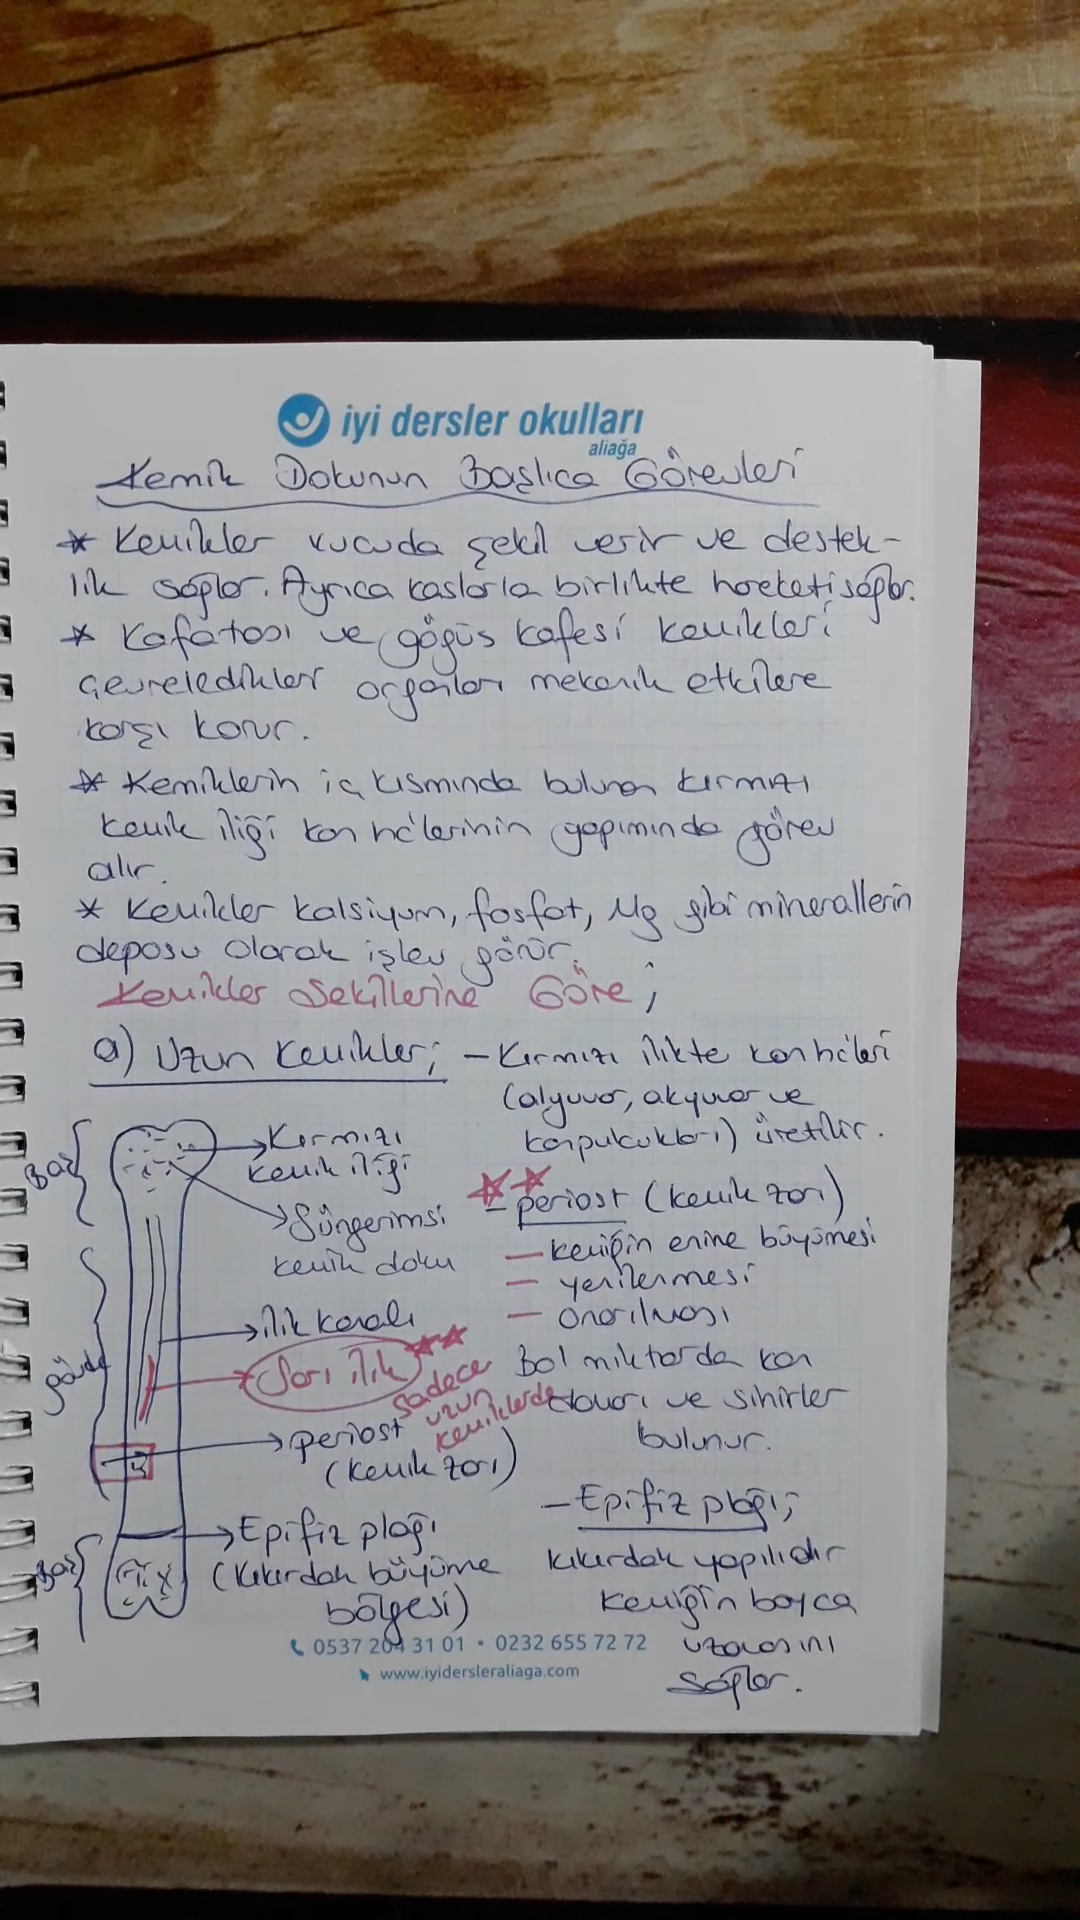 iyi dersler okulları
aliağa
Kemik Dokunun Başlıca Görevleri
* Kemikler vucuda şekil verir ve destek-
lik sağlar. Ayrıca kaslarla birlikte hareketi sağlar.
* Kafatası ve göğüs kafesi kemikleri
çevreledikleri organları mekanik etkilere
karşı korur.
* Kemiklerin iç kısmında bulunan kırmızı
kemik iliği kan hc'lerinin yapımında görev
alır.
* Kemikler kalsiyum, fosfat, Mg gibi minerallerin
deposu olarak işlev görür.
Kemikler Şekillerine Göre;
a) Uzun Kemikler;
- Kırmızı ilikte kan hc'leri
(alyuvar, akyuvar ve
kanpulcukları) üretilir.
Baş
→ Kırmızı
kemik iliği
→ Süngerimsi
kemik doku
gövde
→ ilik kanalı
→ Sarı ilik
sadece
uzun
kemiklerde
→ periost
(kemik zarı)
Baş
→ Epifiz plağı
(Kıkırdak büyüme
bölgesi)
- periost (kemik zarı)
- kemiğin enine büyümesi
- yenilenmesi
- onarılması
Bol miktarda kan
damarı ve sinirler
bulunur.
- Epifiz plağı;
kıkırdak yapılıdır
kemiğin boyca
uzamasını
sağlar.
0537 204 31 01 • 0232 655 72 72
www.iyidersleraliaga.com